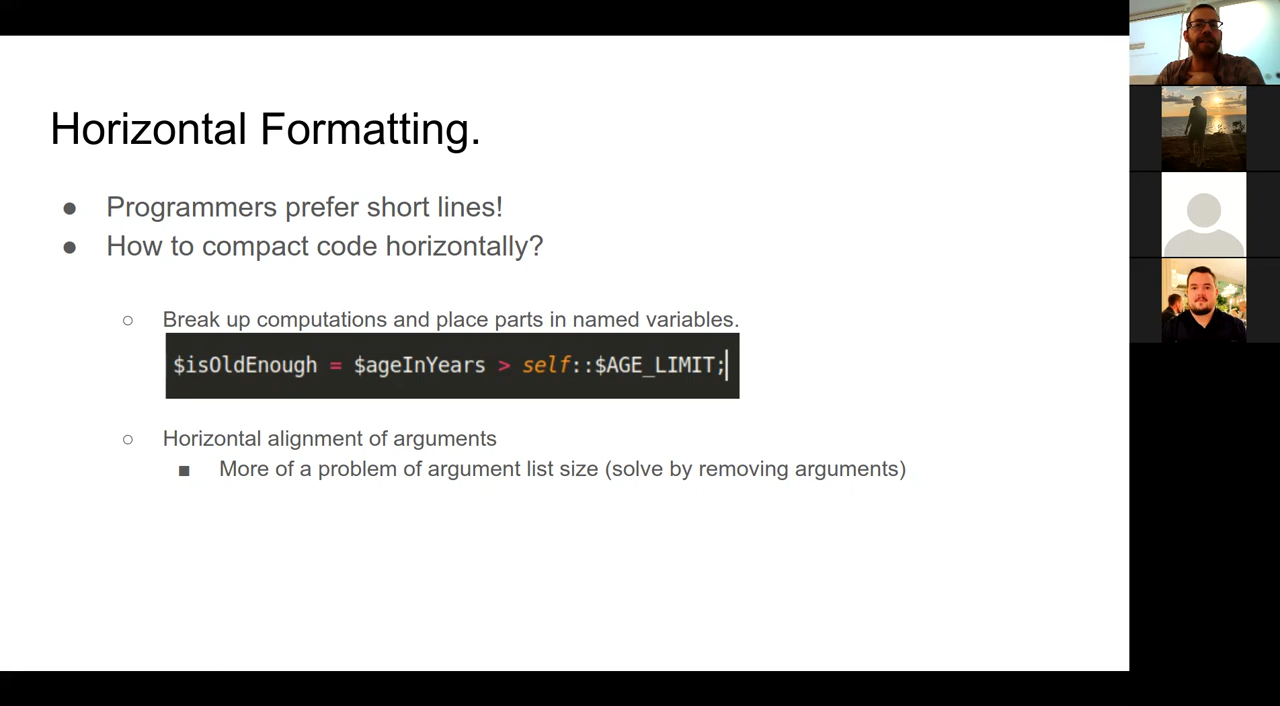 Horizontal Formatting.
● Programmers prefer short lines!
● How to compact code horizontally?
○ Break up computations and place parts in named variables.
$isOldEnough = $ageInYears > self::$AGE_LIMIT;
○ Horizontal alignment of arguments
■ More of a problem of argument list size (solve by removing arguments)